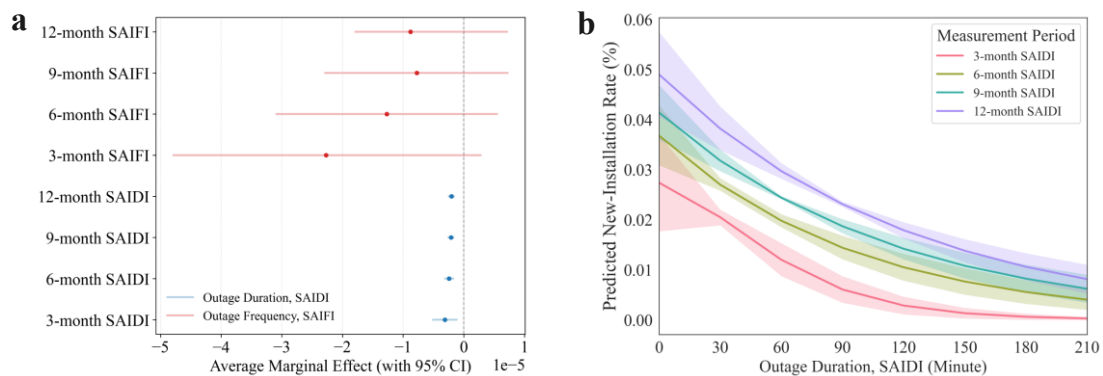 a
12-month SAIFI
9-month SAIFI
6-month SAIFI
3-month SAIFI
12-month SAIDI
9-month SAIDI
6-month SAIDI
3-month SAIDI
Outage Duration, SAIDI
Outage Frequency, SAIFI
−5 −4 −3 −2 −1 0 1
1e−5
Average Marginal Effect (with 95% CI)
b
Predicted New-Installation Rate (%)
0.06
0.05
0.04
0.03
0.02
0.01
0.00
Measurement Period
3-month SAIDI
6-month SAIDI
9-month SAIDI
12-month SAIDI
0 30 60 90 120 150 180 210
Outage Duration, SAIDI (Minute)